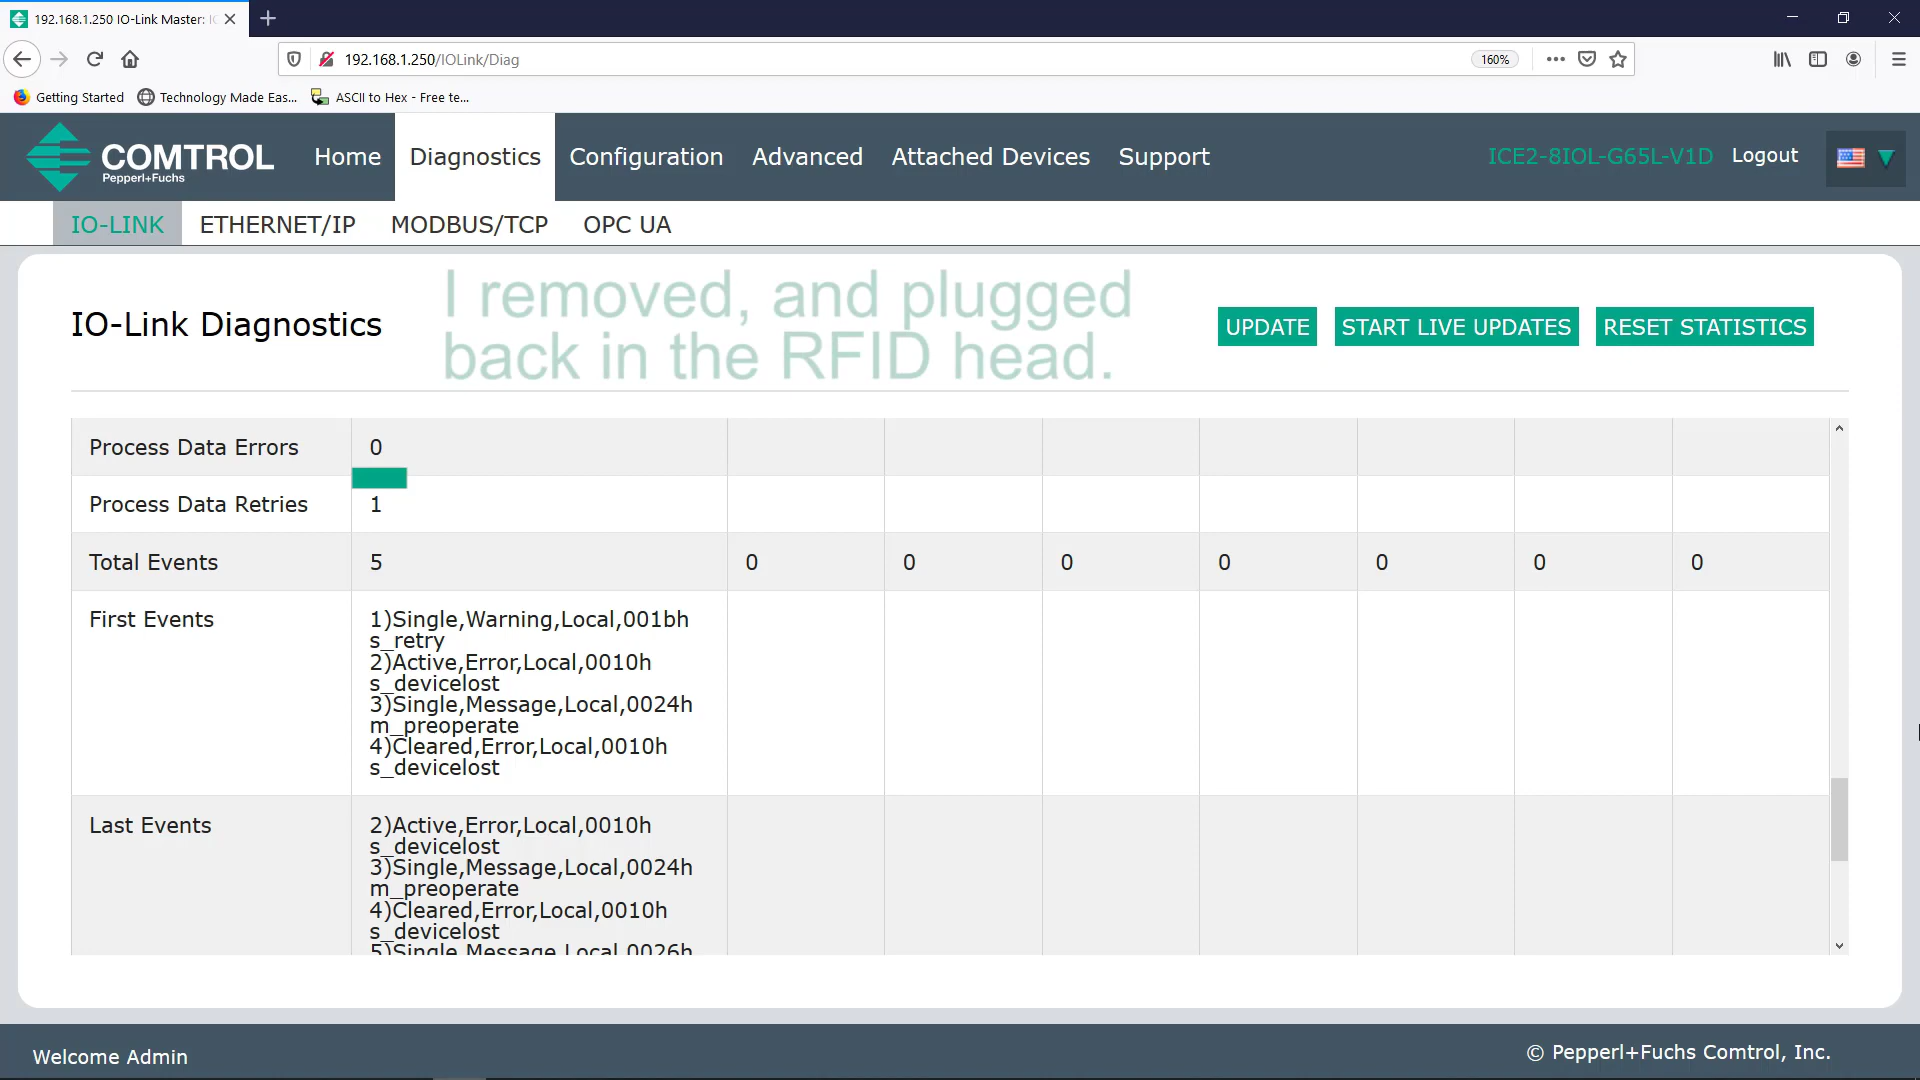 192.168.1.250 IO-Link Master: IO
192.168.1.250/IOLink/Diag
160%
Getting Started
Technology Made Eas...
ASCII to Hex - Free te...
COMTROL
Pepperl+Fuchs
Home
Diagnostics
Configuration
Advanced
Attached Devices
Support
ICE2-8IOL-G65L-V1D
Logout
IO-LINK
ETHERNET/IP
MODBUS/TCP
OPC UA
IO-Link Diagnostics
I removed, and plugged
back in the RFID head.
UPDATE
START LIVE UPDATES
RESET STATISTICS
Process Data Errors 0
Process Data Retries 1
Total Events 5 0 0 0 0 0 0 0
First Events
1)Single,Warning,Local,001bh
s_retry
2)Active,Error,Local,0010h
s_devicelost
3)Single,Message,Local,0024h
m_preoperate
4)Cleared,Error,Local,0010h
s_devicelost
Last Events
2)Active,Error,Local,0010h
s_devicelost
3)Single,Message,Local,0024h
m_preoperate
4)Cleared,Error,Local,0010h
s_devicelost
5)Single,Message,Local,0026h
Welcome Admin
© Pepperl+Fuchs Comtrol, Inc.